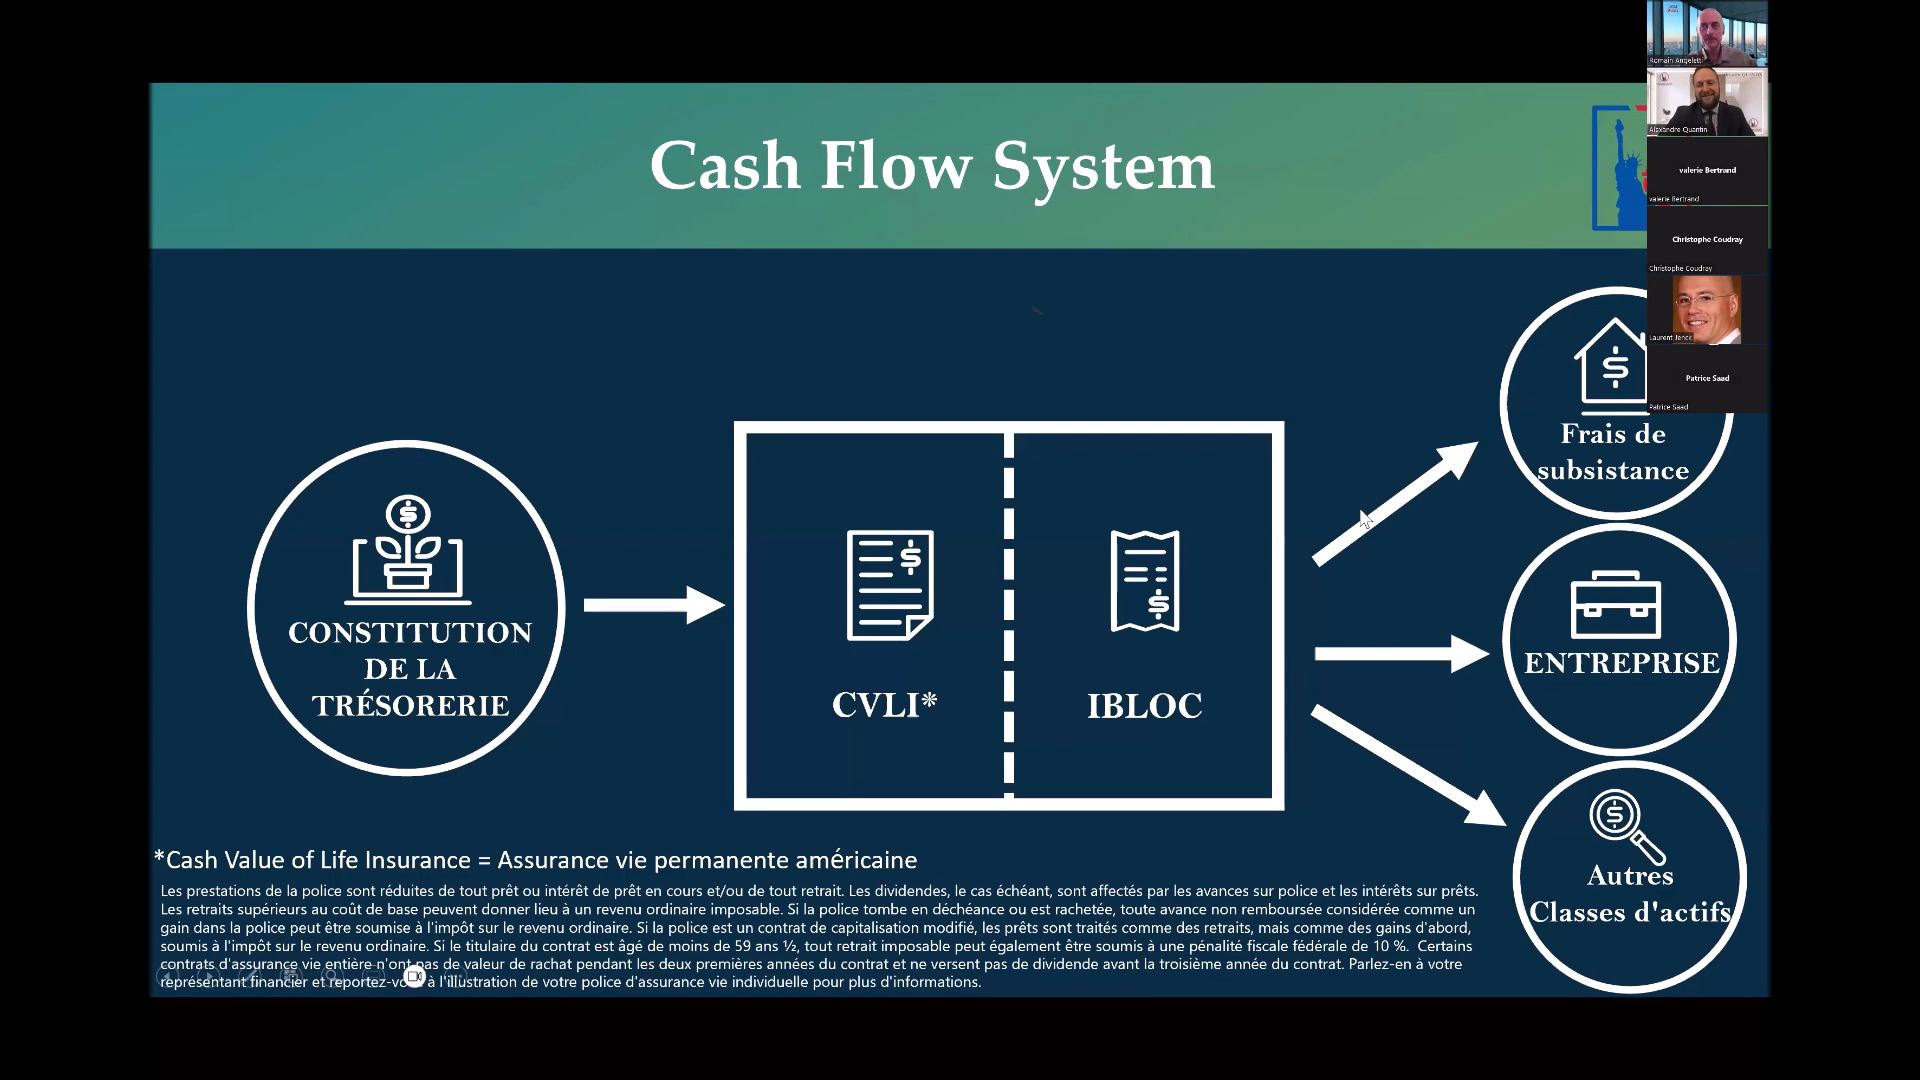 Cash Flow System
Romain Angeletti
Alexandre Quantin
valerie Bertrand
valerie Bertrand
Christophe Coudray
Christophe Coudray
Laurent Jenck
Patrice Saad
Patrice Saad
Frais de
subsistance
CONSTITUTION
DE LA
TRÉSORERIE
CVLI*
IBLOC
ENTREPRISE
Autres
Classes d'actifs
*Cash Value of Life Insurance = Assurance vie permanente américaine
Les prestations de la police sont réduites de tout prêt ou intérêt de prêt en cours et/ou de tout retrait. Les dividendes, le cas échéant, sont affectés par les avances sur police et les intérêts sur prêts.
Les retraits supérieurs au coût de base peuvent donner lieu à un revenu ordinaire imposable. Si la police tombe en déchéance ou est rachetée, toute avance non remboursée considérée comme un
gain dans la police peut être soumise à l'impôt sur le revenu ordinaire. Si la police est un contrat de capitalisation modifié, les prêts sont traités comme des retraits, mais comme des gains d'abord,
soumis à l'impôt sur le revenu ordinaire. Si le titulaire du contrat est âgé de moins de 59 ans ½, tout retrait imposable peut également être soumis à une pénalité fiscale fédérale de 10 %. Certains
contrats d'assurance vie entière n'ont pas de valeur de rachat pendant les deux premières années du contrat et ne versent pas de dividende avant la troisième année du contrat. Parlez-en à votre
représentant financier et reportez-vous à l'illustration de votre police d'assurance vie individuelle pour plus d'informations.